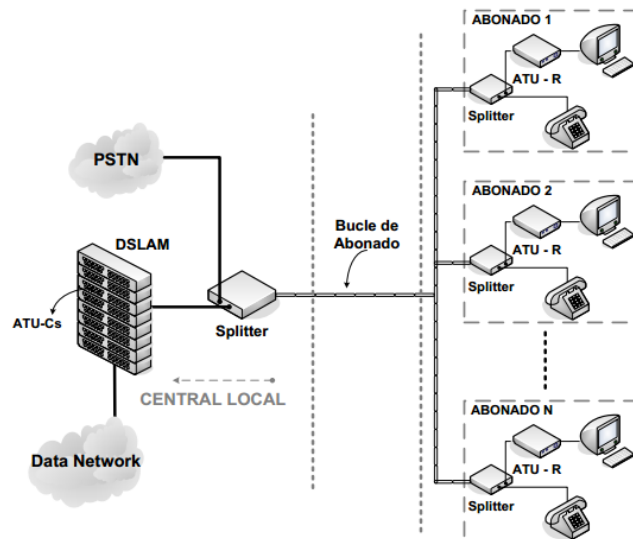 PSTN
DSLAM
ATU-Cs
Splitter
CENTRAL LOCAL
Data Network
Bucle de
Abonado
ABONADO 1
ATU - R
Splitter
ABONADO 2
ATU - R
Splitter
ABONADO N
ATU - R
Splitter